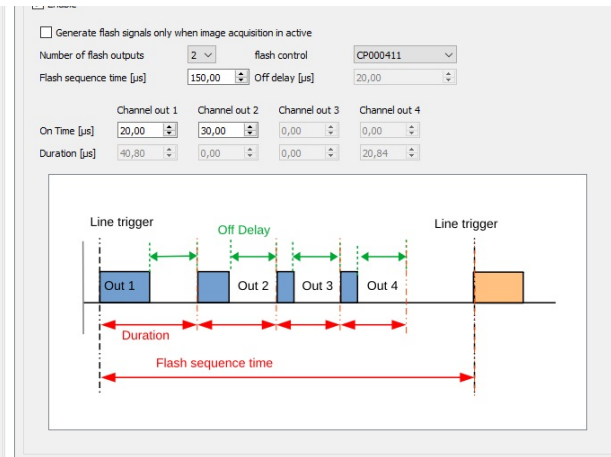 Enable
Generate flash signals only when image acquisition in active
Number of flash outputs 2 flash control CP000411
Flash sequence time [µs] 150,00 Off delay [µs] 20,00
Channel out 1 Channel out 2 Channel out 3 Channel out 4
On Time [µs] 20,00 30,00 0,00 0,00
Duration [µs] 40,80 0,00 0,00 20,84
Line trigger Line trigger
Off Delay
Out 1 Out 2 Out 3 Out 4
Duration
Flash sequence time